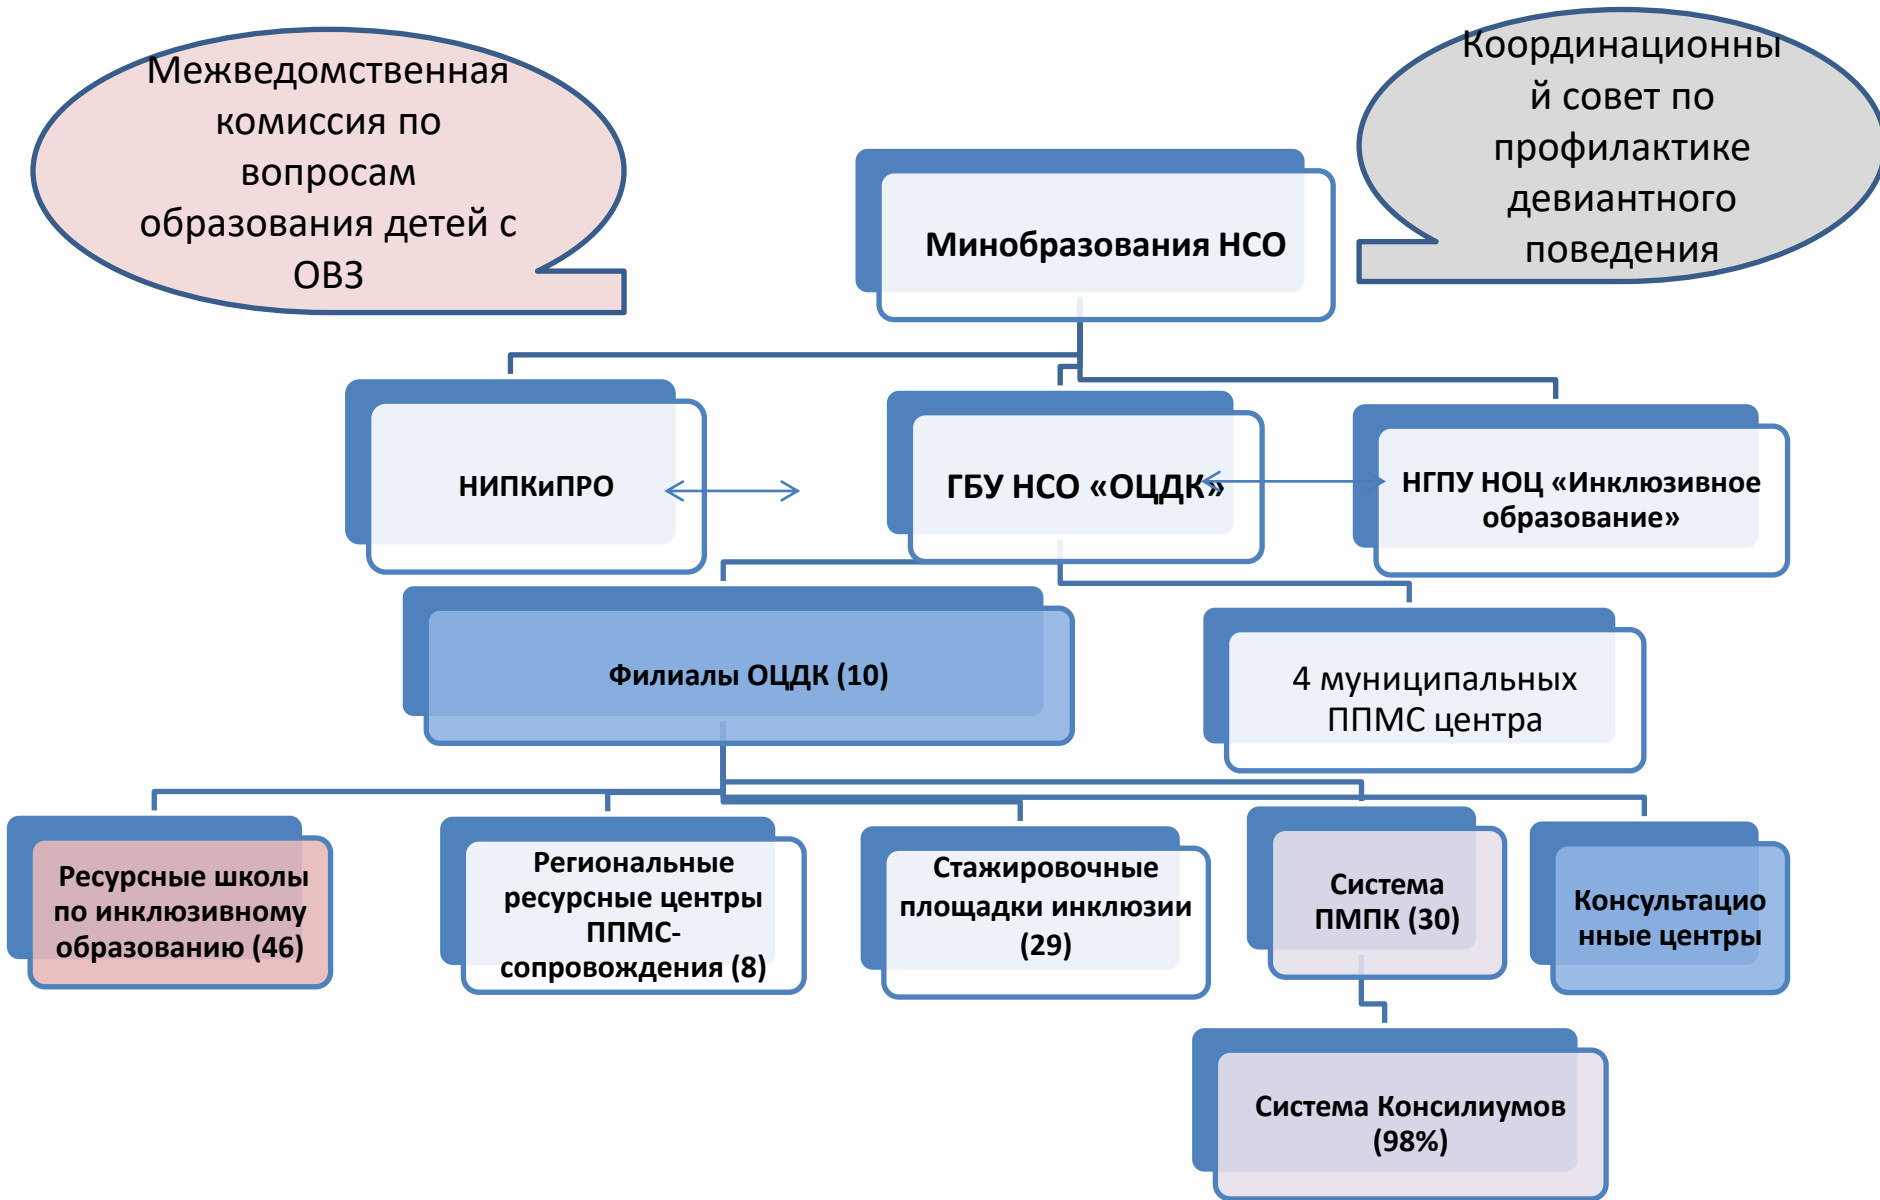 Межведомственная
комиссия по
вопросам
образования детей с
ОВЗ
Координационны
й совет по
профилактике
девиантного
поведения
Минобразования НСО
НИПКиПРО
ГБУ НСО «ОЦДК»
НГПУ НОЦ «Инклюзивное
образование»
Филиалы ОЦДК (10)
4 муниципальных
ППМС центра
Ресурсные школы
по инклюзивному
образованию (46)
Региональные
ресурсные центры
ППМС-
сопровождения (8)
Стажировочные
площадки инклюзии
(29)
Система
ПМПК (30)
Консультацио
нные центры
Система Консилиумов
(98%)